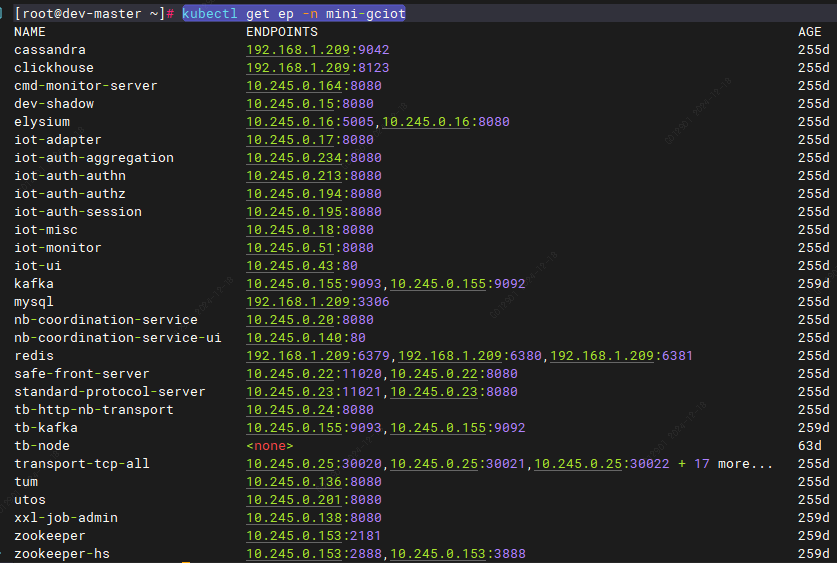 [root@dev-master ~]# kubectl get ep -n mini-gciot
NAME ENDPOINTS AGE
cassandra 192.168.1.209:9042 255d
clickhouse 192.168.1.209:8123 255d
cmd-monitor-server 10.245.0.164:8080 255d
dev-shadow 10.245.0.15:8080 255d
elysium 10.245.0.16:5005,10.245.0.16:8080 255d
iot-adapter 10.245.0.17:8080 255d
iot-auth-aggregation 10.245.0.234:8080 255d
iot-auth-authn 10.245.0.213:8080 255d
iot-auth-authz 10.245.0.194:8080 255d
iot-auth-session 10.245.0.195:8080 255d
iot-misc 10.245.0.18:8080 255d
iot-monitor 10.245.0.51:8080 255d
iot-ui 10.245.0.43:80 255d
kafka 10.245.0.155:9093,10.245.0.155:9092 259d
mysql 192.168.1.209:3306 255d
nb-coordination-service 10.245.0.20:8080 255d
nb-coordination-service-ui 10.245.0.140:80 255d
redis 192.168.1.209:6379,192.168.1.209:6380,192.168.1.209:6381 255d
safe-front-server 10.245.0.22:11020,10.245.0.22:8080 255d
standard-protocol-server 10.245.0.23:11021,10.245.0.23:8080 255d
tb-http-nb-transport 10.245.0.24:8080 255d
tb-kafka 10.245.0.155:9093,10.245.0.155:9092 259d
tb-node <none> 63d
transport-tcp-all 10.245.0.25:30020,10.245.0.25:30021,10.245.0.25:30022 + 17 more... 255d
tum 10.245.0.136:8080 255d
utos 10.245.0.201:8080 255d
xxl-job-admin 10.245.0.138:8080 259d
zookeeper 10.245.0.153:2181 259d
zookeeper-hs 10.245.0.153:2888,10.245.0.153:3888 259d